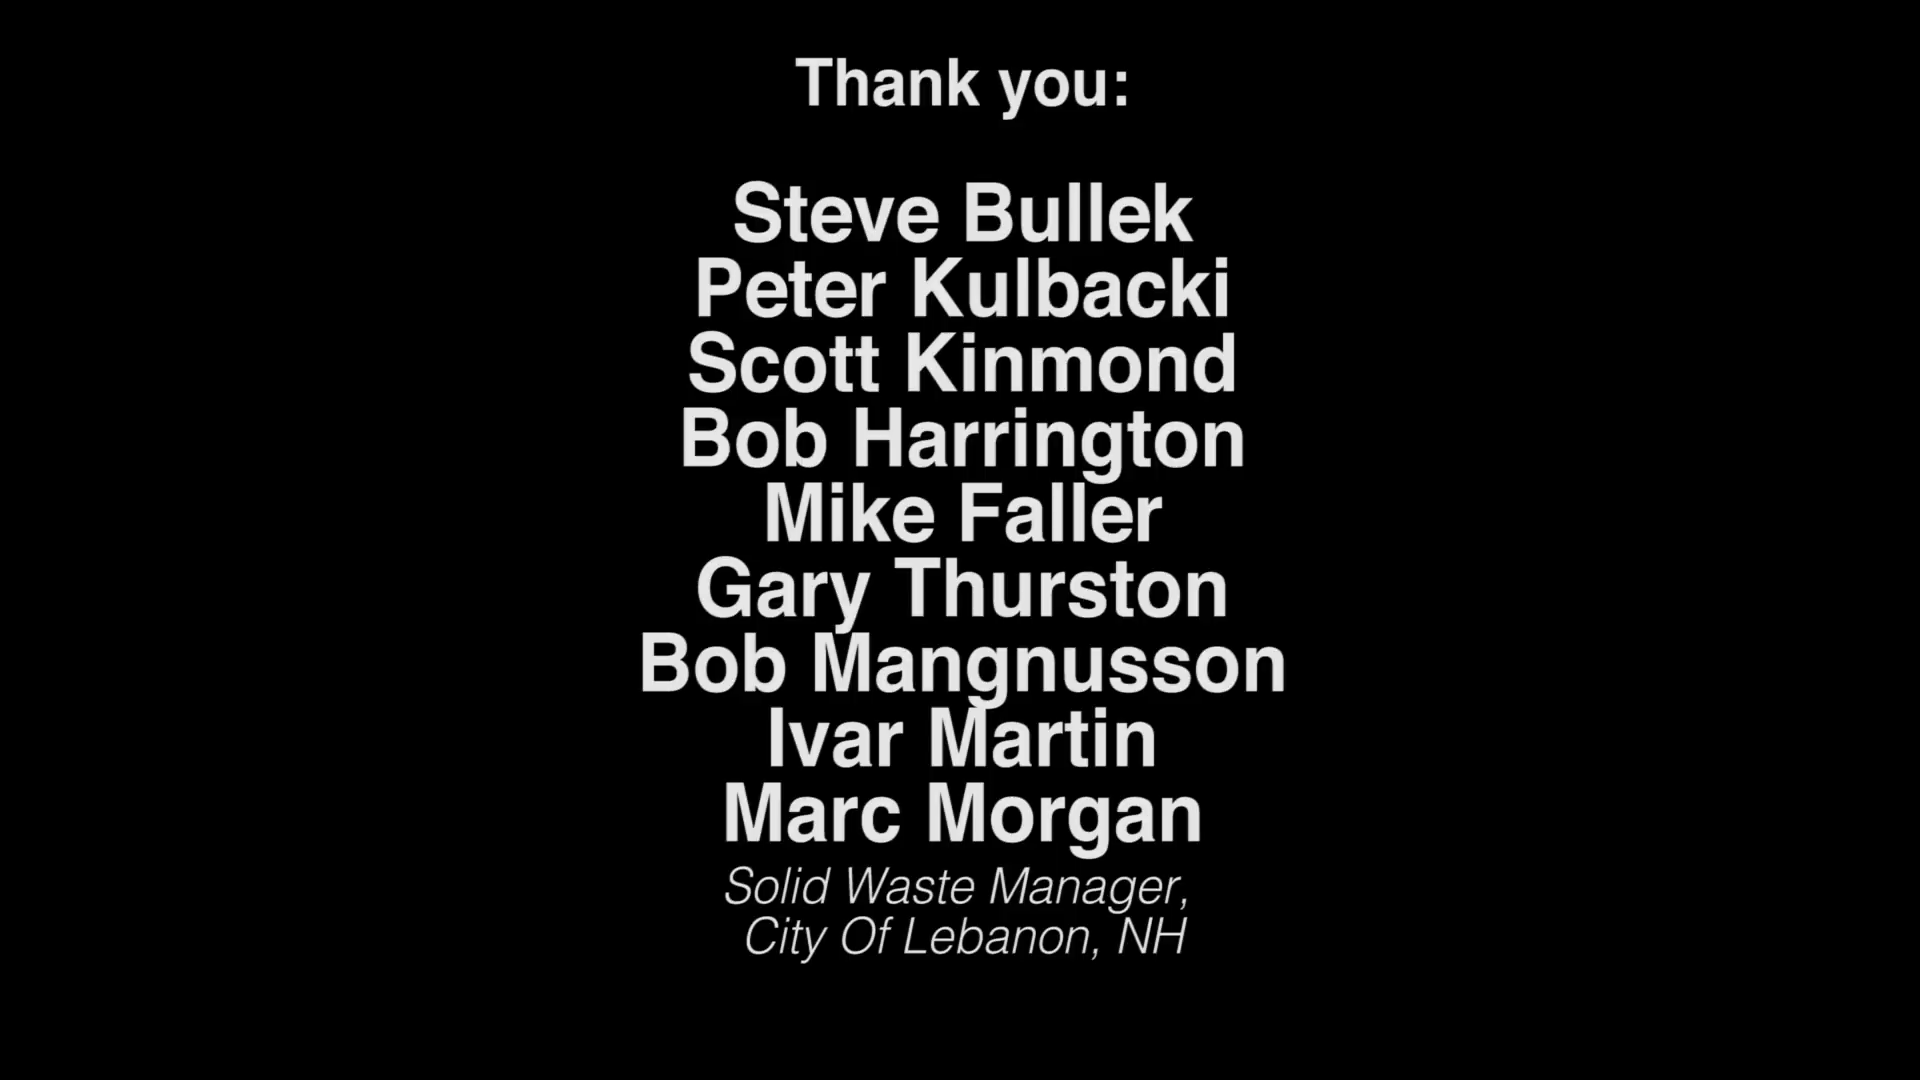 Thank you:
Steve Bullek
Peter Kulbacki
Scott Kinmond
Bob Harrington
Mike Faller
Gary Thurston
Bob Mangnusson
Ivar Martin
Marc Morgan
Solid Waste Manager,
City Of Lebanon, NH